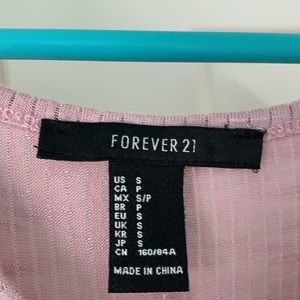 FOREVER 21
US S
CA P
MX S/P
BR P
EU S
UK S
KR S
JP S
CN 160/84A
MADE IN CHINA